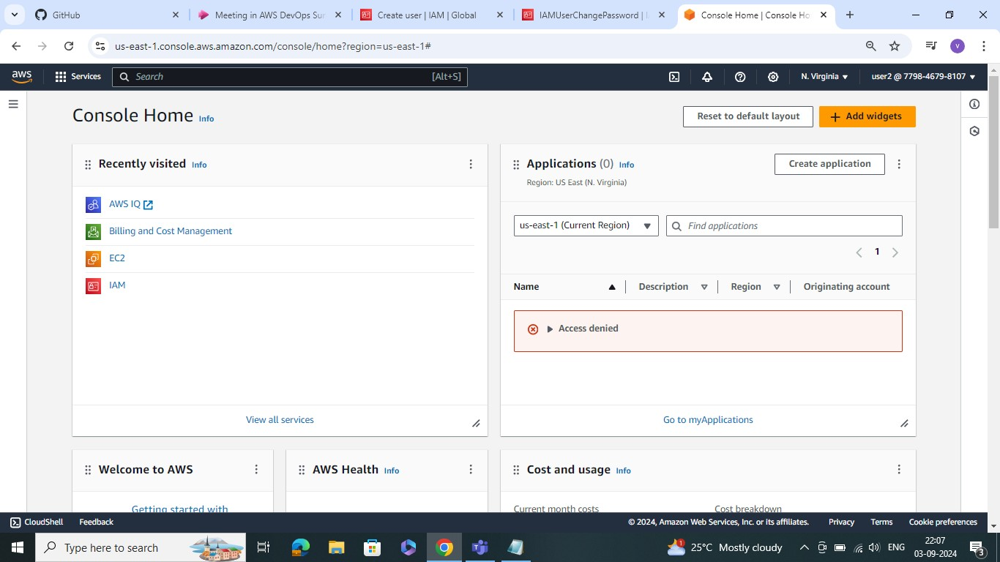 GitHub
Meeting in AWS DevOps Sur
Create user | IAM | Global
IAMUserChangePassword |
Console Home | Console Ho
us-east-1.console.aws.amazon.com/console/home?region=us-east-1#
V
aws
Services
Search
[Alt+S]
N. Virginia
user2 @ 7798-4679-8107
Console Home Info
Reset to default layout
Add widgets
Recently visited Info
AWS IQ
Billing and Cost Management
EC2
IAM
View all services
Applications (0) Info
Region: US East (N. Virginia)
Create application
us-east-1 (Current Region)
Find applications
1
Name
Description
Region
Originating account
Access denied
Go to myApplications
Welcome to AWS
Getting started with
AWS Health Info
Cost and usage Info
Current month costs
Cost breakdown
CloudShell
Feedback
© 2024, Amazon Web Services, Inc. or its affiliates.
Privacy
Terms
Cookie preferences
Type here to search
1
25°C Mostly cloudy
ENG
22:07
03-09-2024
3